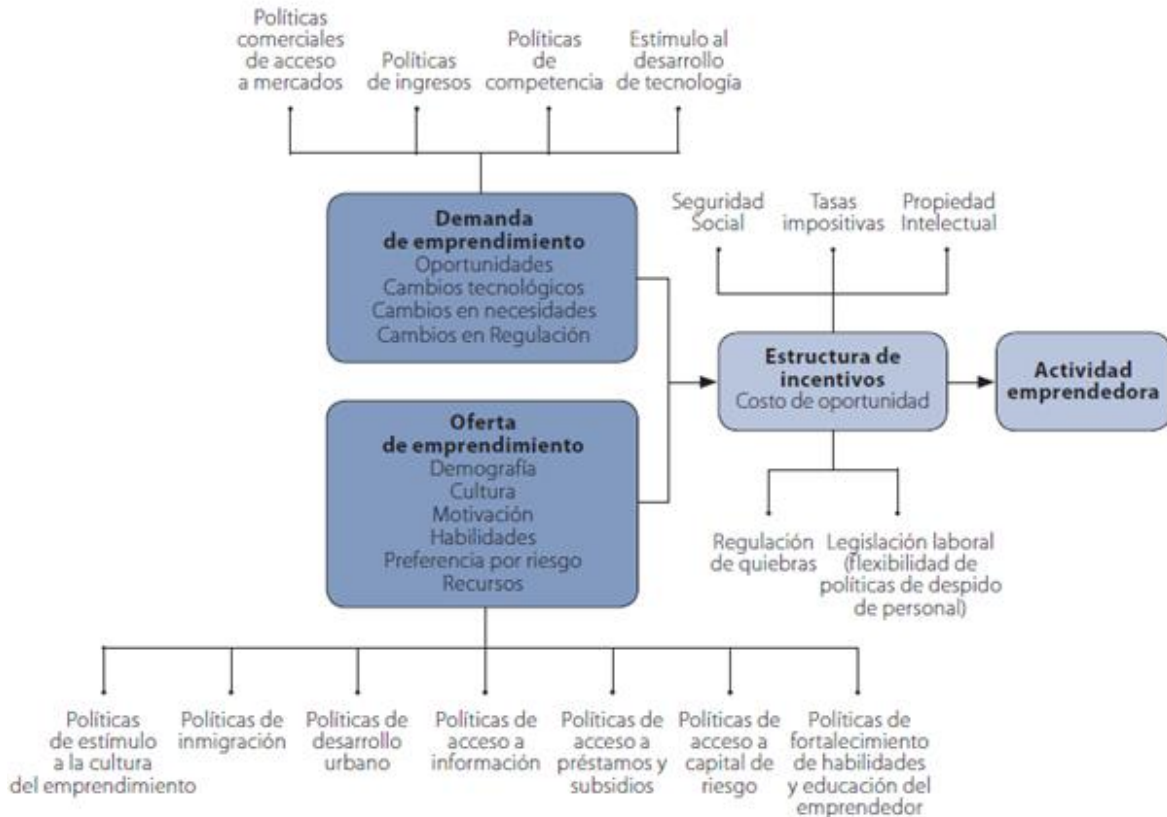 Políticas
comerciales
de acceso
a mercados
Políticas
de ingresos
Políticas
de
competencia
Estímulo al
desarrollo
de tecnología
Demanda
de emprendimiento
Oportunidades
Cambios tecnológicos
Cambios en necesidades
Cambios en Regulación
Seguridad
Social
Tasas
impositivas
Propiedad
Intelectual
Estructura de
incentivos
Costo de oportunidad
Actividad
emprendedora
Oferta
de emprendimiento
Demografía
Cultura
Motivación
Habilidades
Preferencia por riesgo
Recursos
Regulación
de quiebras
Legislación laboral
(flexibilidad de
políticas de despido
de personal)
Políticas
de estímulo
a la cultura
del emprendimiento
Políticas de
inmigración
Políticas de
desarrollo
urbano
Políticas de
acceso a
información
Políticas de
acceso a
préstamos y
subsidios
Políticas de
acceso a
capital de
riesgo
Políticas de
fortalecimiento
de habilidades
y educación del
emprendedor